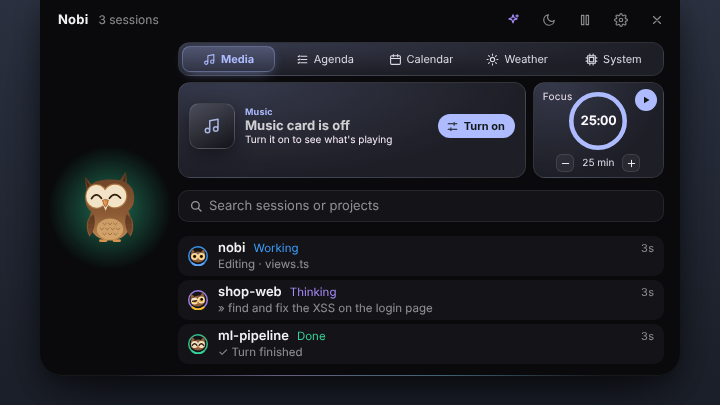 Nobi 3 sessions
Media Agenda Calendar Weather System
Music
Music card is off
Turn it on to see what's playing
Turn on
Focus
25:00
− 25 min +
Search sessions or projects
nobi Working 3s
Editing · views.ts
shop-web Thinking 3s
» find and fix the XSS on the login page
ml-pipeline Done 3s
✓ Turn finished